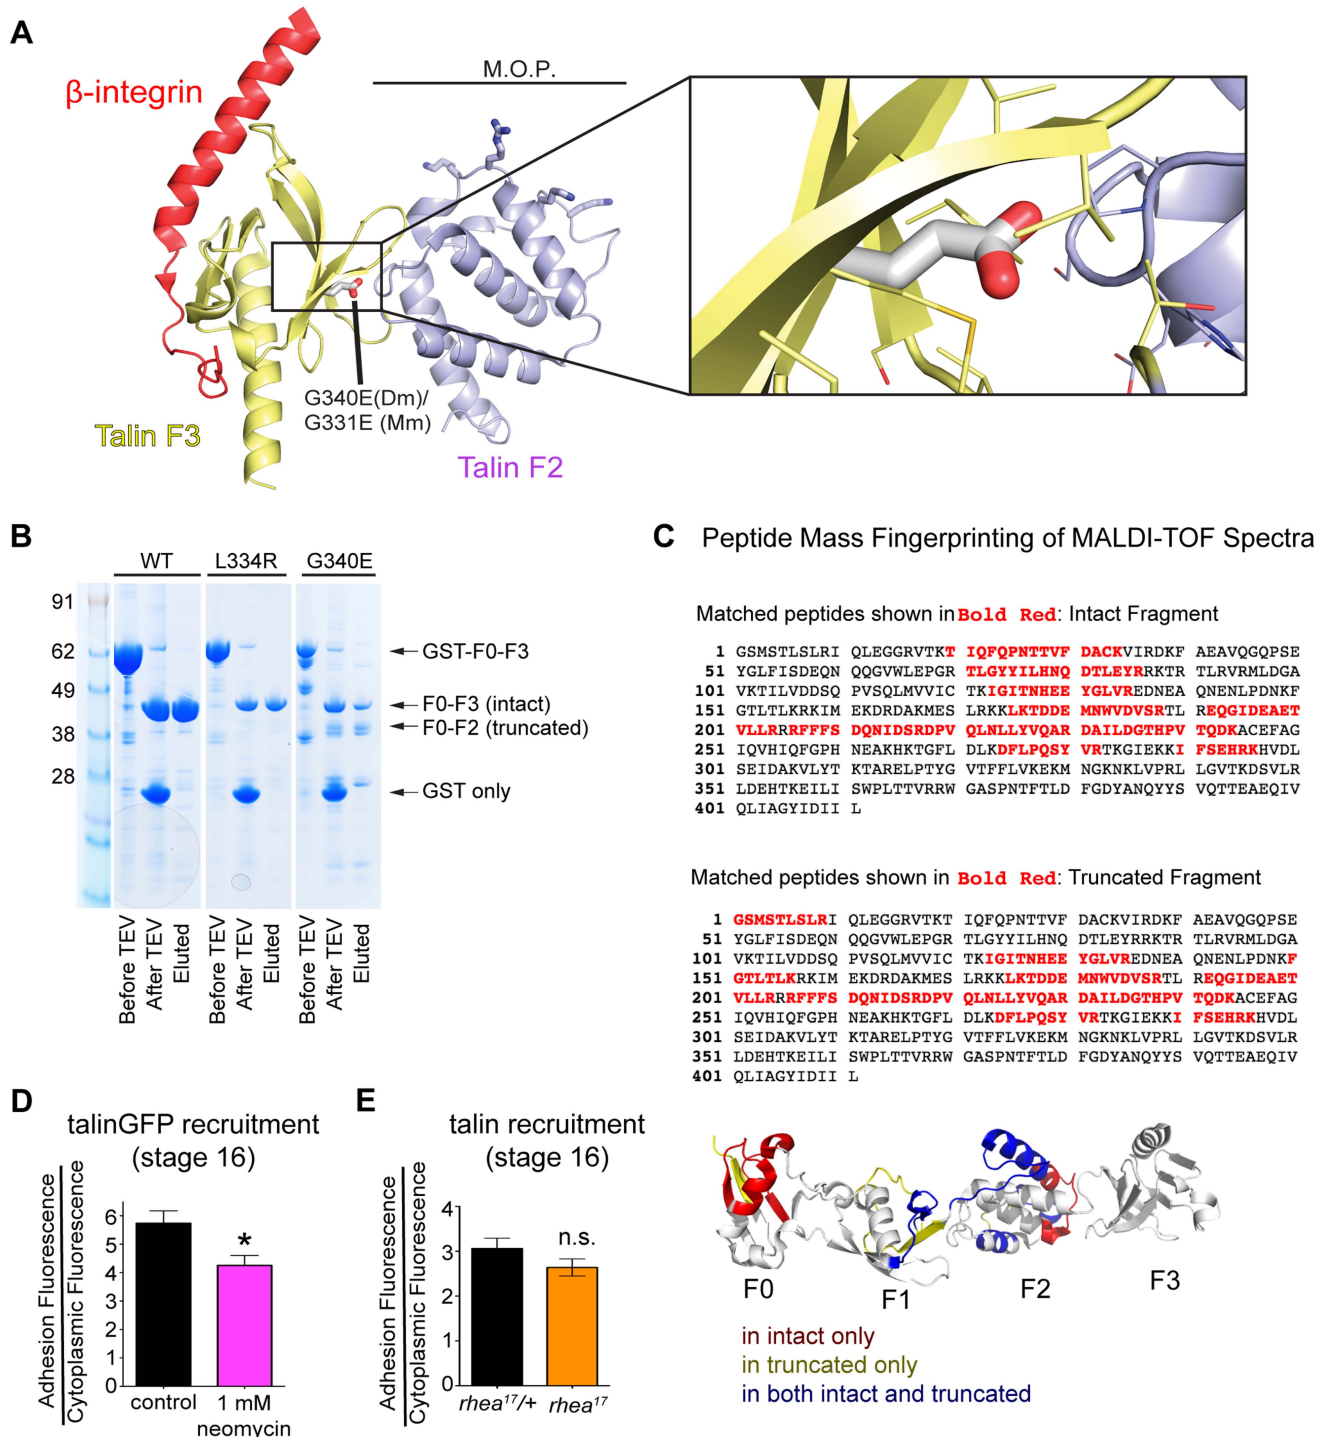 A
β-integrin
M.O.P.
G340E(Dm)/
G331E (Mm)
Talin F3
Talin F2
B
WT L334R G340E
91
62
49
38
28
GST-F0-F3
F0-F3 (intact)
F0-F2 (truncated)
GST only
Before TEV
After TEV
Eluted
Before TEV
After TEV
Eluted
Before TEV
After TEV
Eluted
C Peptide Mass Fingerprinting of MALDI-TOF Spectra
Matched peptides shown in Bold Red: Intact Fragment
1 GSMSTLSLRI QLEGGRVTKT IQFQPNTTVF DACKVIRDKF AEAVQGQPSE
51 YGLFISDEQN QQGVWLEPGR TLGYYILHNQ DTLEYRRKTR TLRVRMLDGA
101 VKTILVDDSQ PVSQLMVVIC TKIGITNHEE YGLVREDNEA QNENLPDNKF
151 GTLTLKRKIM EKDRDAKMES LRKKLKTDDE MNWVDVSRTL REQGIDEAET
201 VLLRRRFFFS DQNIDSRDPV QLNLLYVQAR DAILDGTHPV TQDKACEFAG
251 IQVHIQFGPH NEAKHKTGFL DLKDFLPQSY VRTKGIEKKI FSEHRKHVDL
301 SEIDAKVLYT KTARELPTYG VTFFLVKEKM NGKNKLVPRL LGVTKDSVLR
351 LDEHTKEILI SWPLTTVRRW GASPNTFTLD FGDYANQYYS VQTTEAEQIV
401 QLIAGYIDII L
Matched peptides shown in Bold Red: Truncated Fragment
1 GSMSTLSLRI QLEGGRVTKT IQFQPNTTVF DACKVIRDKF AEAVQGQPSE
51 YGLFISDEQN QQGVWLEPGR TLGYYILHNQ DTLEYRRKTR TLRVRMLDGA
101 VKTILVDDSQ PVSQLMVVIC TKIGITNHEE YGLVREDNEA QNENLPDNKF
151 GTLTLKRKIM EKDRDAKMES LRKKLKTDDE MNWVDVSRTL REQGIDEAET
201 VLLRRRFFFS DQNIDSRDPV QLNLLYVQAR DAILDGTHPV TQDKACEFAG
251 IQVHIQFGPH NEAKHKTGFL DLKDFLPQSY VRTKGIEKKI FSEHRKHVDL
301 SEIDAKVLYT KTARELPTYG VTFFLVKEKM NGKNKLVPRL LGVTKDSVLR
351 LDEHTKEILI SWPLTTVRRW GASPNTFTLD FGDYANQYYS VQTTEAEQIV
401 QLIAGYIDII L
F0 F1 F2 F3
in intact only
in truncated only
in both intact and truncated
D
talinGFP recruitment
(stage 16)
Adhesion Fluorescence
Cytoplasmic Fluorescence
6
5
4
3
2
1
0
*
control
1 mM
neomycin
E
talin recruitment
(stage 16)
Adhesion Fluorescence
Cytoplasmic Fluorescence
4
3
2
1
0
n.s.
rhea17/+ rhea17